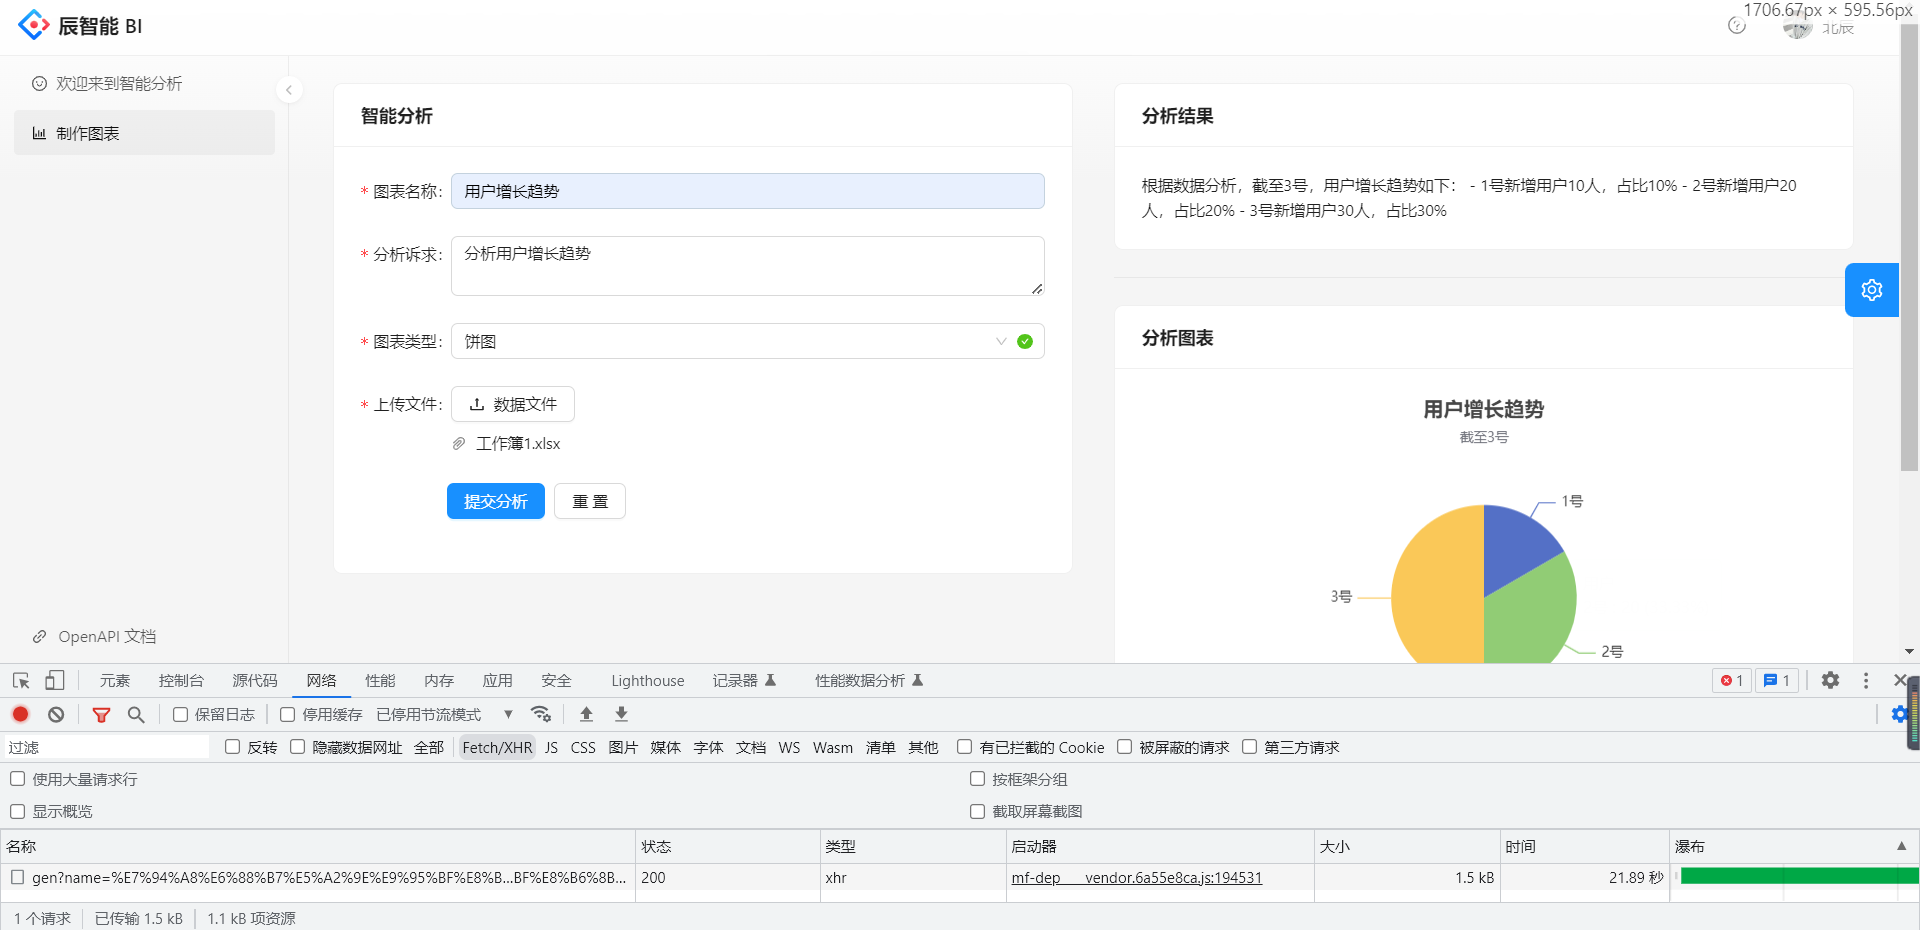 辰智能 BI
1706.67px × 595.56px
北辰
欢迎来到智能分析
制作图表
OpenAPI 文档
智能分析
* 图表名称: 用户增长趋势
* 分析诉求: 分析用户增长趋势
* 图表类型: 饼图
* 上传文件: 数据文件
工作簿1.xlsx
提交分析 重 置
分析结果
根据数据分析，截至3号，用户增长趋势如下： - 1号新增用户10人，占比10% - 2号新增用户20
人，占比20% - 3号新增用户30人，占比30%
分析图表
用户增长趋势
截至3号
1号
3号
2号
元素 控制台 源代码 网络 性能 内存 应用 安全 Lighthouse 记录器 性能数据分析 1 1
保留日志 停用缓存 已停用节流模式
过滤 反转 隐藏数据网址 全部 Fetch/XHR JS CSS 图片 媒体 字体 文档 WS Wasm 清单 其他 有已拦截的 Cookie 被屏蔽的请求 第三方请求
使用大量请求行 按框架分组
显示概览 截取屏幕截图
名称 状态 类型 启动器 大小 时间 瀑布
gen?name=%E7%94%A8%E6%88%B7%E5%A2%9E%E9%95%BF%E8%B...BF%E8%B6%8B... 200 xhr mf-dep___vendor.6a55e8ca.js:194531 1.5 kB 21.89 秒
1 个请求 已传输 1.5 kB 1.1 kB 项资源